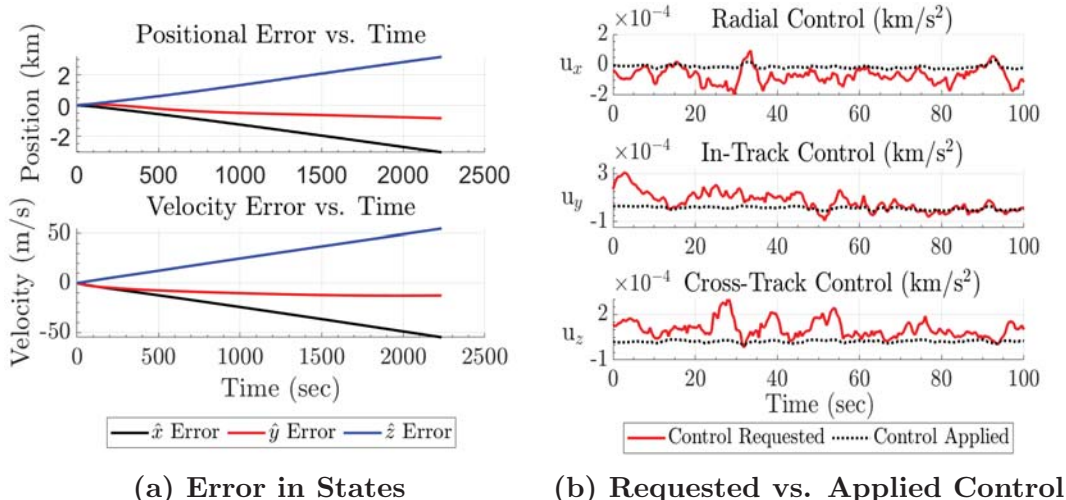 Positional Error vs. Time
Position (km)
2
0
-2
0 500 1000 1500 2000 2500
Velocity Error vs. Time
Velocity (m/s)
50
0
-50
0 500 1000 1500 2000 2500
Time (sec)
x̂ Error ŷ Error ẑ Error
(a) Error in States
×10⁻⁴ Radial Control (km/s²)
2
uₓ 0
-2
0 20 40 60 80 100
×10⁻⁴ In-Track Control (km/s²)
3
u_y
-1
0 20 40 60 80 100
×10⁻⁴ Cross-Track Control (km/s²)
2
u_z
-1
0 20 40 60 80 100
Time (sec)
Control Requested Control Applied
(b) Requested vs. Applied Control